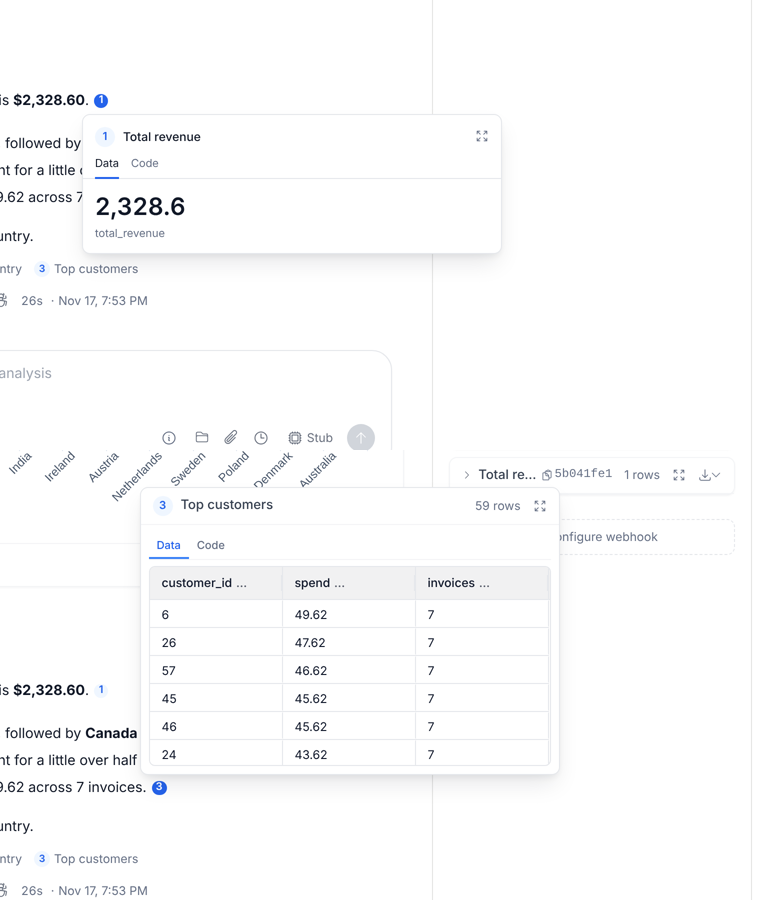 is $2,328.60. 1
1 Total revenue
followed by
Data Code
nt for a little
9.62 across 7
2,328.6
total_revenue
untry.
ntry 3 Top customers
26s · Nov 17, 7:53 PM
analysis
Stub
India Ireland Austria Netherlands Sweden Poland Denmark Australia
Total re... 5b041fe1 1 rows
3 Top customers 59 rows
onfigure webhook
Data Code
customer_id ... spend ... invoices ...
6 49.62 7
26 47.62 7
57 46.62 7
45 45.62 7
46 45.62 7
24 43.62 7
is $2,328.60. 1
followed by Canada
nt for a little over half
9.62 across 7 invoices. 3
untry.
ntry 3 Top customers
26s · Nov 17, 7:53 PM